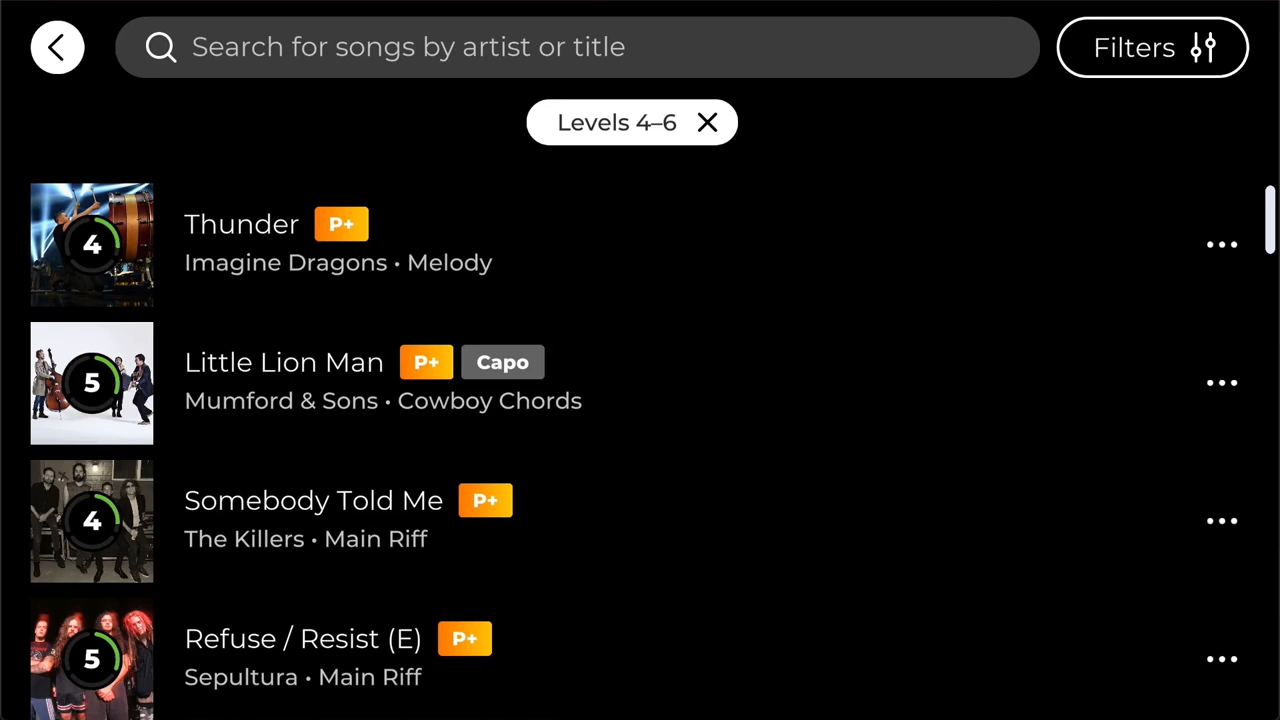 Search for songs by artist or title
Filters
Levels 4–6
4
Thunder P+
Imagine Dragons • Melody
5
Little Lion Man P+ Capo
Mumford & Sons • Cowboy Chords
4
Somebody Told Me P+
The Killers • Main Riff
5
Refuse / Resist (E) P+
Sepultura • Main Riff